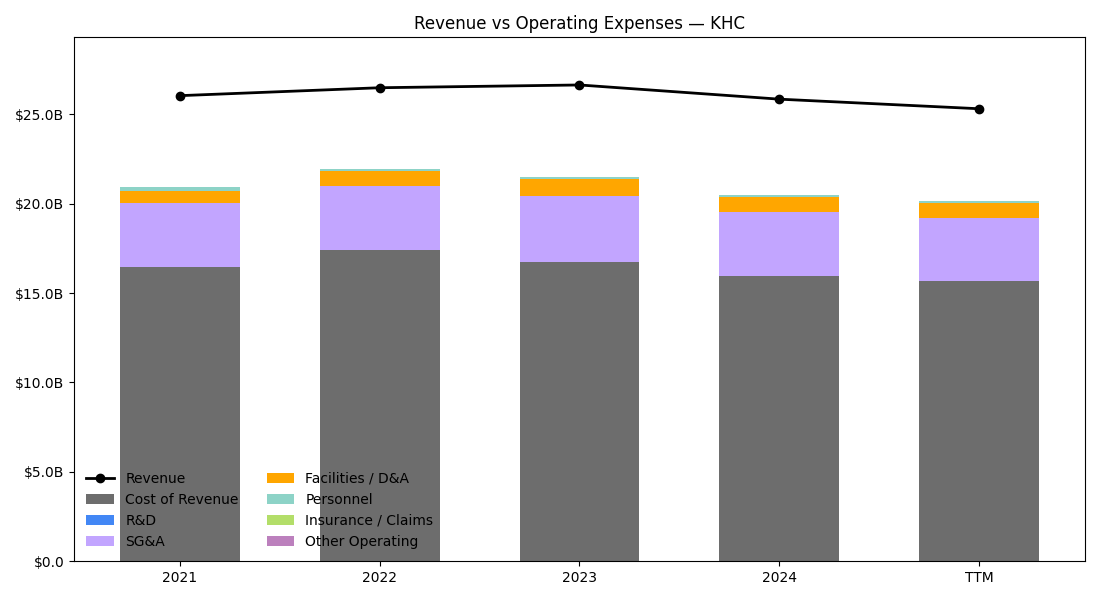 Revenue vs Operating Expenses — KHC
$25.0B
$20.0B
$15.0B
$10.0B
$5.0B
$0.0
Revenue
Cost of Revenue
R&D
SG&A
Facilities / D&A
Personnel
Insurance / Claims
Other Operating
2021 2022 2023 2024 TTM